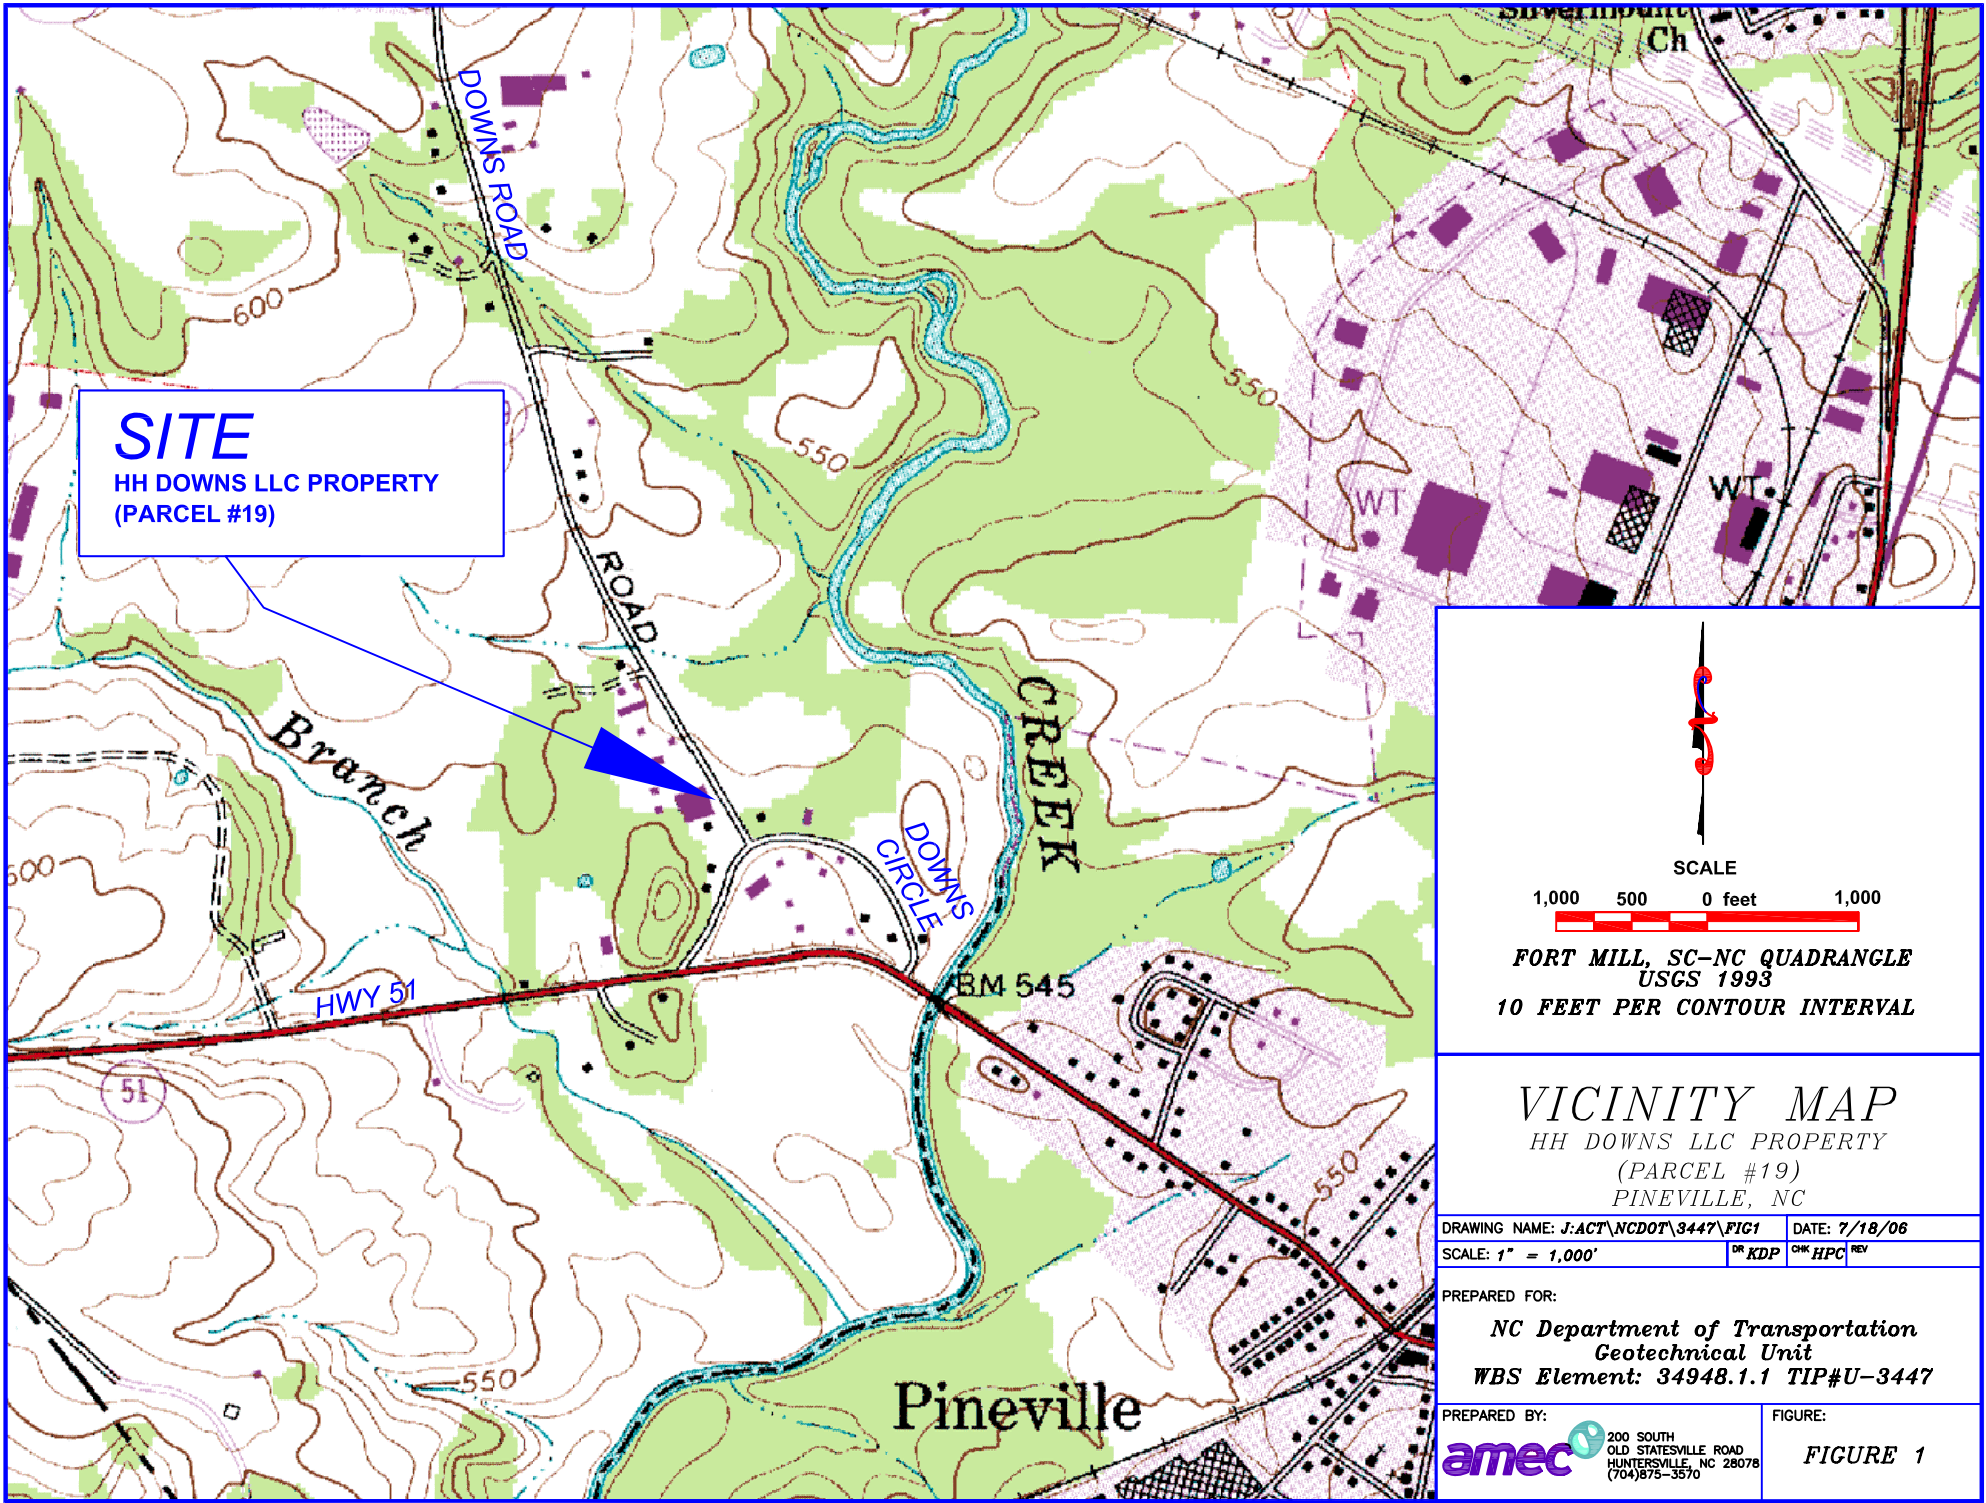 Silvermount
Ch
DOWNS ROAD
600
SITE
HH DOWNS LLC PROPERTY
(PARCEL #19)
550
550
WT
WT
ROAD
Branch
CREEK
DOWNS
CIRCLE
600
HWY 51
BM 545
51
550
550
Pineville
SCALE
1,000 500 0 feet 1,000
FORT MILL, SC-NC QUADRANGLE
USGS 1993
10 FEET PER CONTOUR INTERVAL
VICINITY MAP
HH DOWNS LLC PROPERTY
(PARCEL #19)
PINEVILLE, NC
DRAWING NAME: J:ACT\NCDOT\3447\FIG1 DATE: 7/18/06
SCALE: 1" = 1,000' DR KDP CHK HPC REV
PREPARED FOR:
NC Department of Transportation
Geotechnical Unit
WBS Element: 34948.1.1 TIP#U-3447
PREPARED BY:
amec
200 SOUTH
OLD STATESVILLE ROAD
HUNTERSVILLE, NC 28078
(704)875-3570
FIGURE:
FIGURE 1